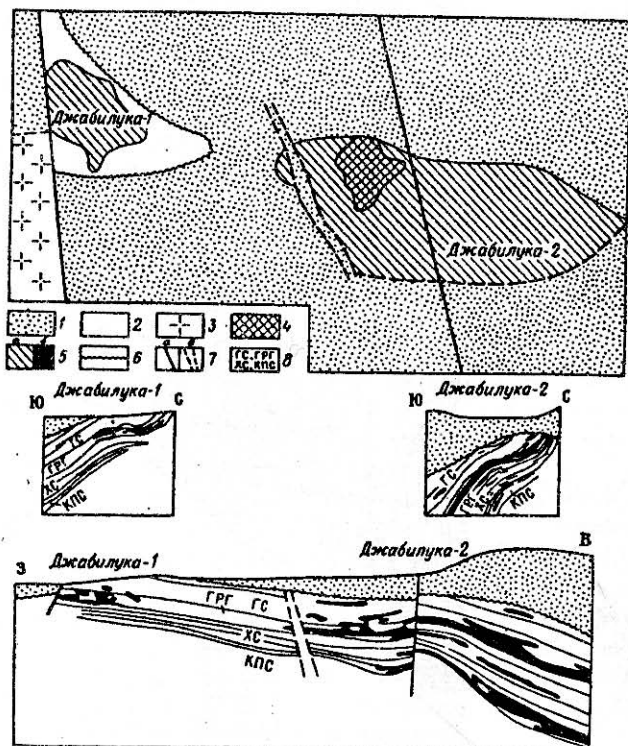 Джабилука-1
Джабилука-2
1 2 3 4
а б а б
5 6 7 8
ГС, ГРГ
ХС, КПС
Джабилука-1
Ю С
ГС
ГРГ
ХС
КПС
Джабилука-2
Ю С
ГС
ГРГ
ХС
КПС
З В
Джабилука-1
Джабилука-2
ГРГ ГС
ХС
КПС